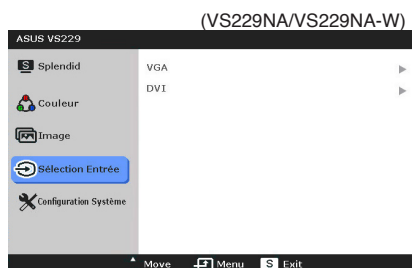 (VS229NA/VS229NA-W)
ASUS VS229
S Splendid
VGA
DVI
Couleur
Image
Sélection Entrée
Configuration Système
Move Menu S Exit